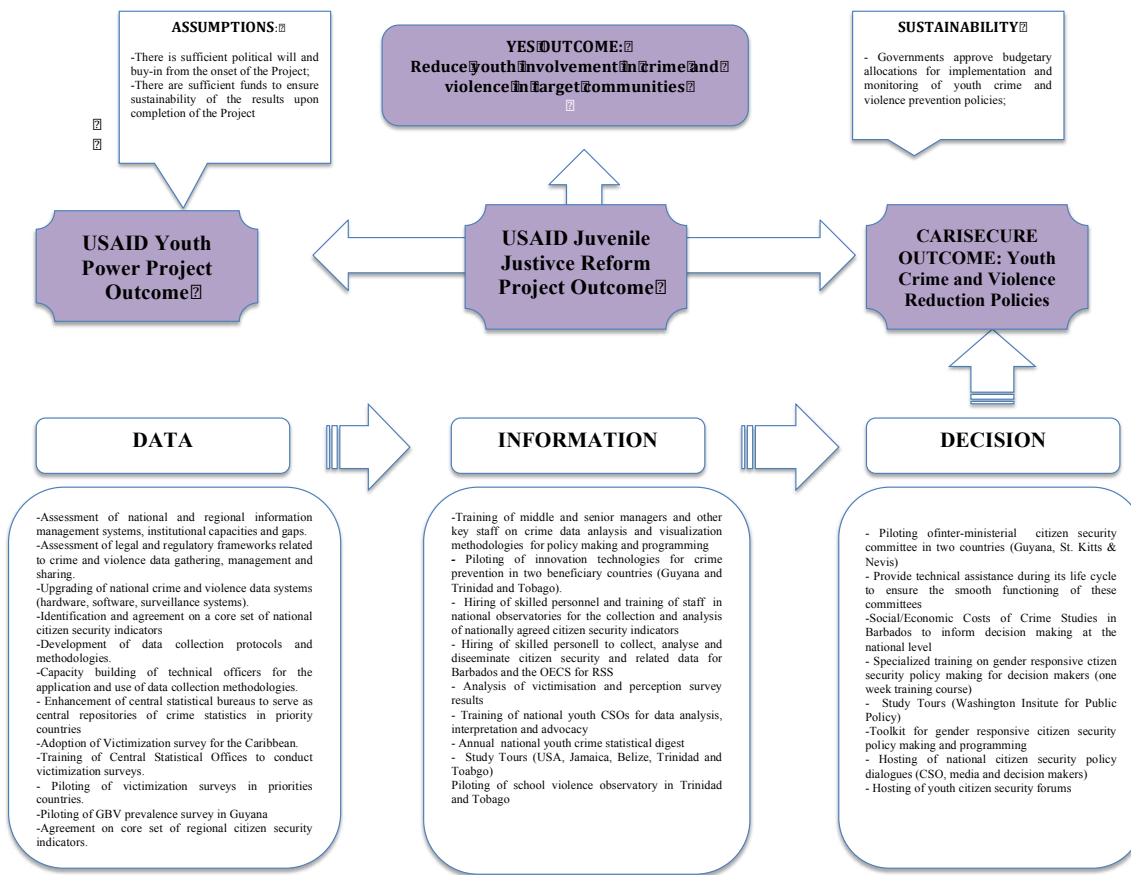 ASSUMPTIONS:
-There is sufficient political will and
buy-in from the onset of the Project;
-There are sufficient funds to ensure
sustainability of the results upon
completion of the Project
YES OUTCOME:
Reduce youth involvement in crime and
violence in target communities
SUSTAINABILITY
- Governments approve budgetary
allocations for implementation and
monitoring of youth crime and
violence prevention policies;
USAID Youth
Power Project
Outcome
USAID Juvenile
Justivce Reform
Project Outcome
CARISECURE
OUTCOME: Youth
Crime and Violence
Reduction Policies
DATA
INFORMATION
DECISION
-Assessment of national and regional information
management systems, institutional capacities and gaps.
-Assessment of legal and regulatory frameworks related
to crime and violence data gathering, management and
sharing.
-Upgrading of national crime and violence data systems
(hardware, software, surveillance systems).
-Identification and agreement on a core set of national
citizen security indicators
-Development of data collection protocols and
methodologies.
-Capacity building of technical officers for the
application and use of data collection methodologies.
- Enhancement of central statistical bureaus to serve as
central repositories of crime statistics in priority
countries
-Adoption of Victimization survey for the Caribbean.
-Training of Central Statistical Offices to conduct
victimization surveys.
- Piloting of victimization surveys in priorities
countries.
-Piloting of GBV prevalence survey in Guyana
-Agreement on core set of regional citizen security
indicators.
-Training of middle and senior managers and other
key staff on crime data anlaysis and visualization
methodologies for policy making and programming
- Piloting of innovation technologies for crime
prevention in two beneficiary countries (Guyana and
Trinidad and Tobago).
- Hiring of skilled personnel and training of staff in
national observatories for the collection and analysis
of nationally agreed citizen security indicators
- Hiring of skilled personell to collect, analyse and
diseeminate citizen security and related data for
Barbados and the OECS for RSS
- Analysis of victimisation and perception survey
results
- Training of national youth CSOs for data analysis,
interpretation and advocacy
- Annual national youth crime statistical digest
- Study Tours (USA, Jamaica, Belize, Trinidad and
Toabgo)
Piloting of school violence observatory in Trinidad
and Tobago
- Piloting ofinter-ministerial citizen security
committee in two countries (Guyana, St. Kitts &
Nevis)
- Provide technical assistance during its life cycle
to ensure the smooth functioning of these
committees
-Social/Economic Costs of Crime Studies in
Barbados to inform decision making at the
national level
- Specialized training on gender responsive ctizen
security policy making for decision makers (one
week training course)
- Study Tours (Washington Insitute for Public
Policy)
-Toolkit for gender responsive citizen security
policy making and programming
- Hosting of national citizen security policy
dialogues (CSO, media and decision makers)
- Hosting of youth citizen security forums